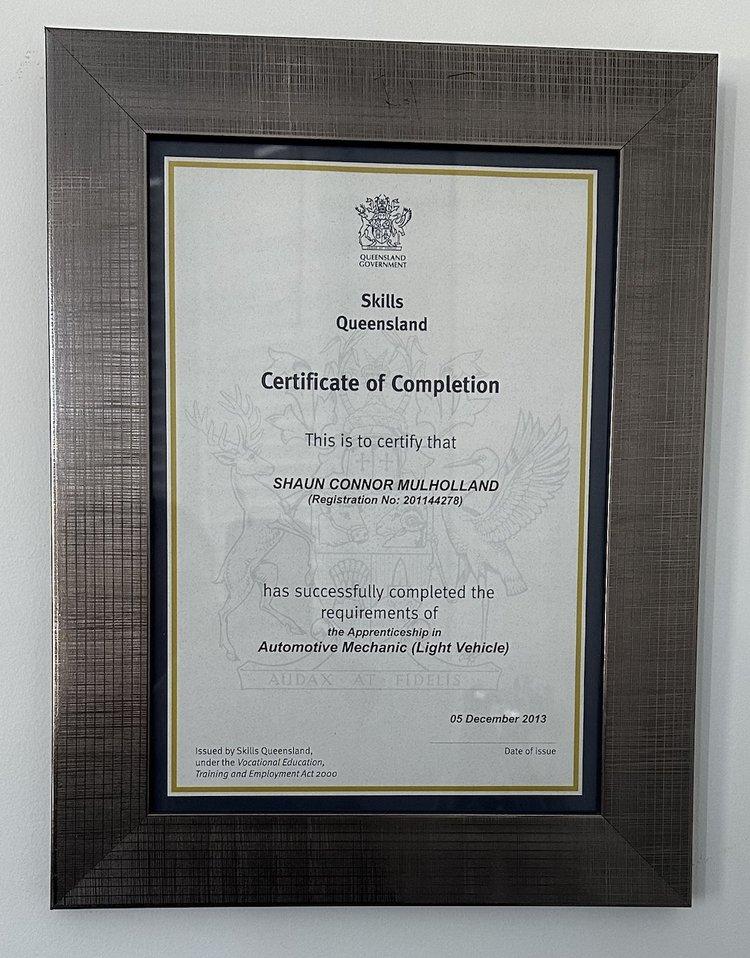 QUEENSLAND
GOVERNMENT
Skills
Queensland
Certificate of Completion
This is to certify that
SHAUN CONNOR MULHOLLAND
(Registration No: 201144278)
has successfully completed the
requirements of
the Apprenticeship in
Automotive Mechanic (Light Vehicle)
AUDAX AT FIDELIS
05 December 2013
Issued by Skills Queensland,
under the Vocational Education,
Training and Employment Act 2000
Date of issue